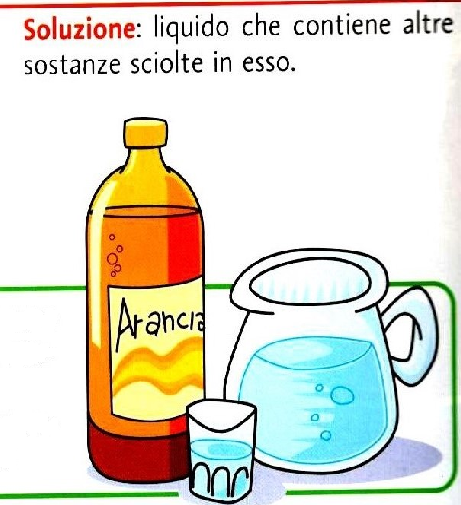 Soluzione: liquido che contiene altre
sostanze sciolte in esso.
Arancia